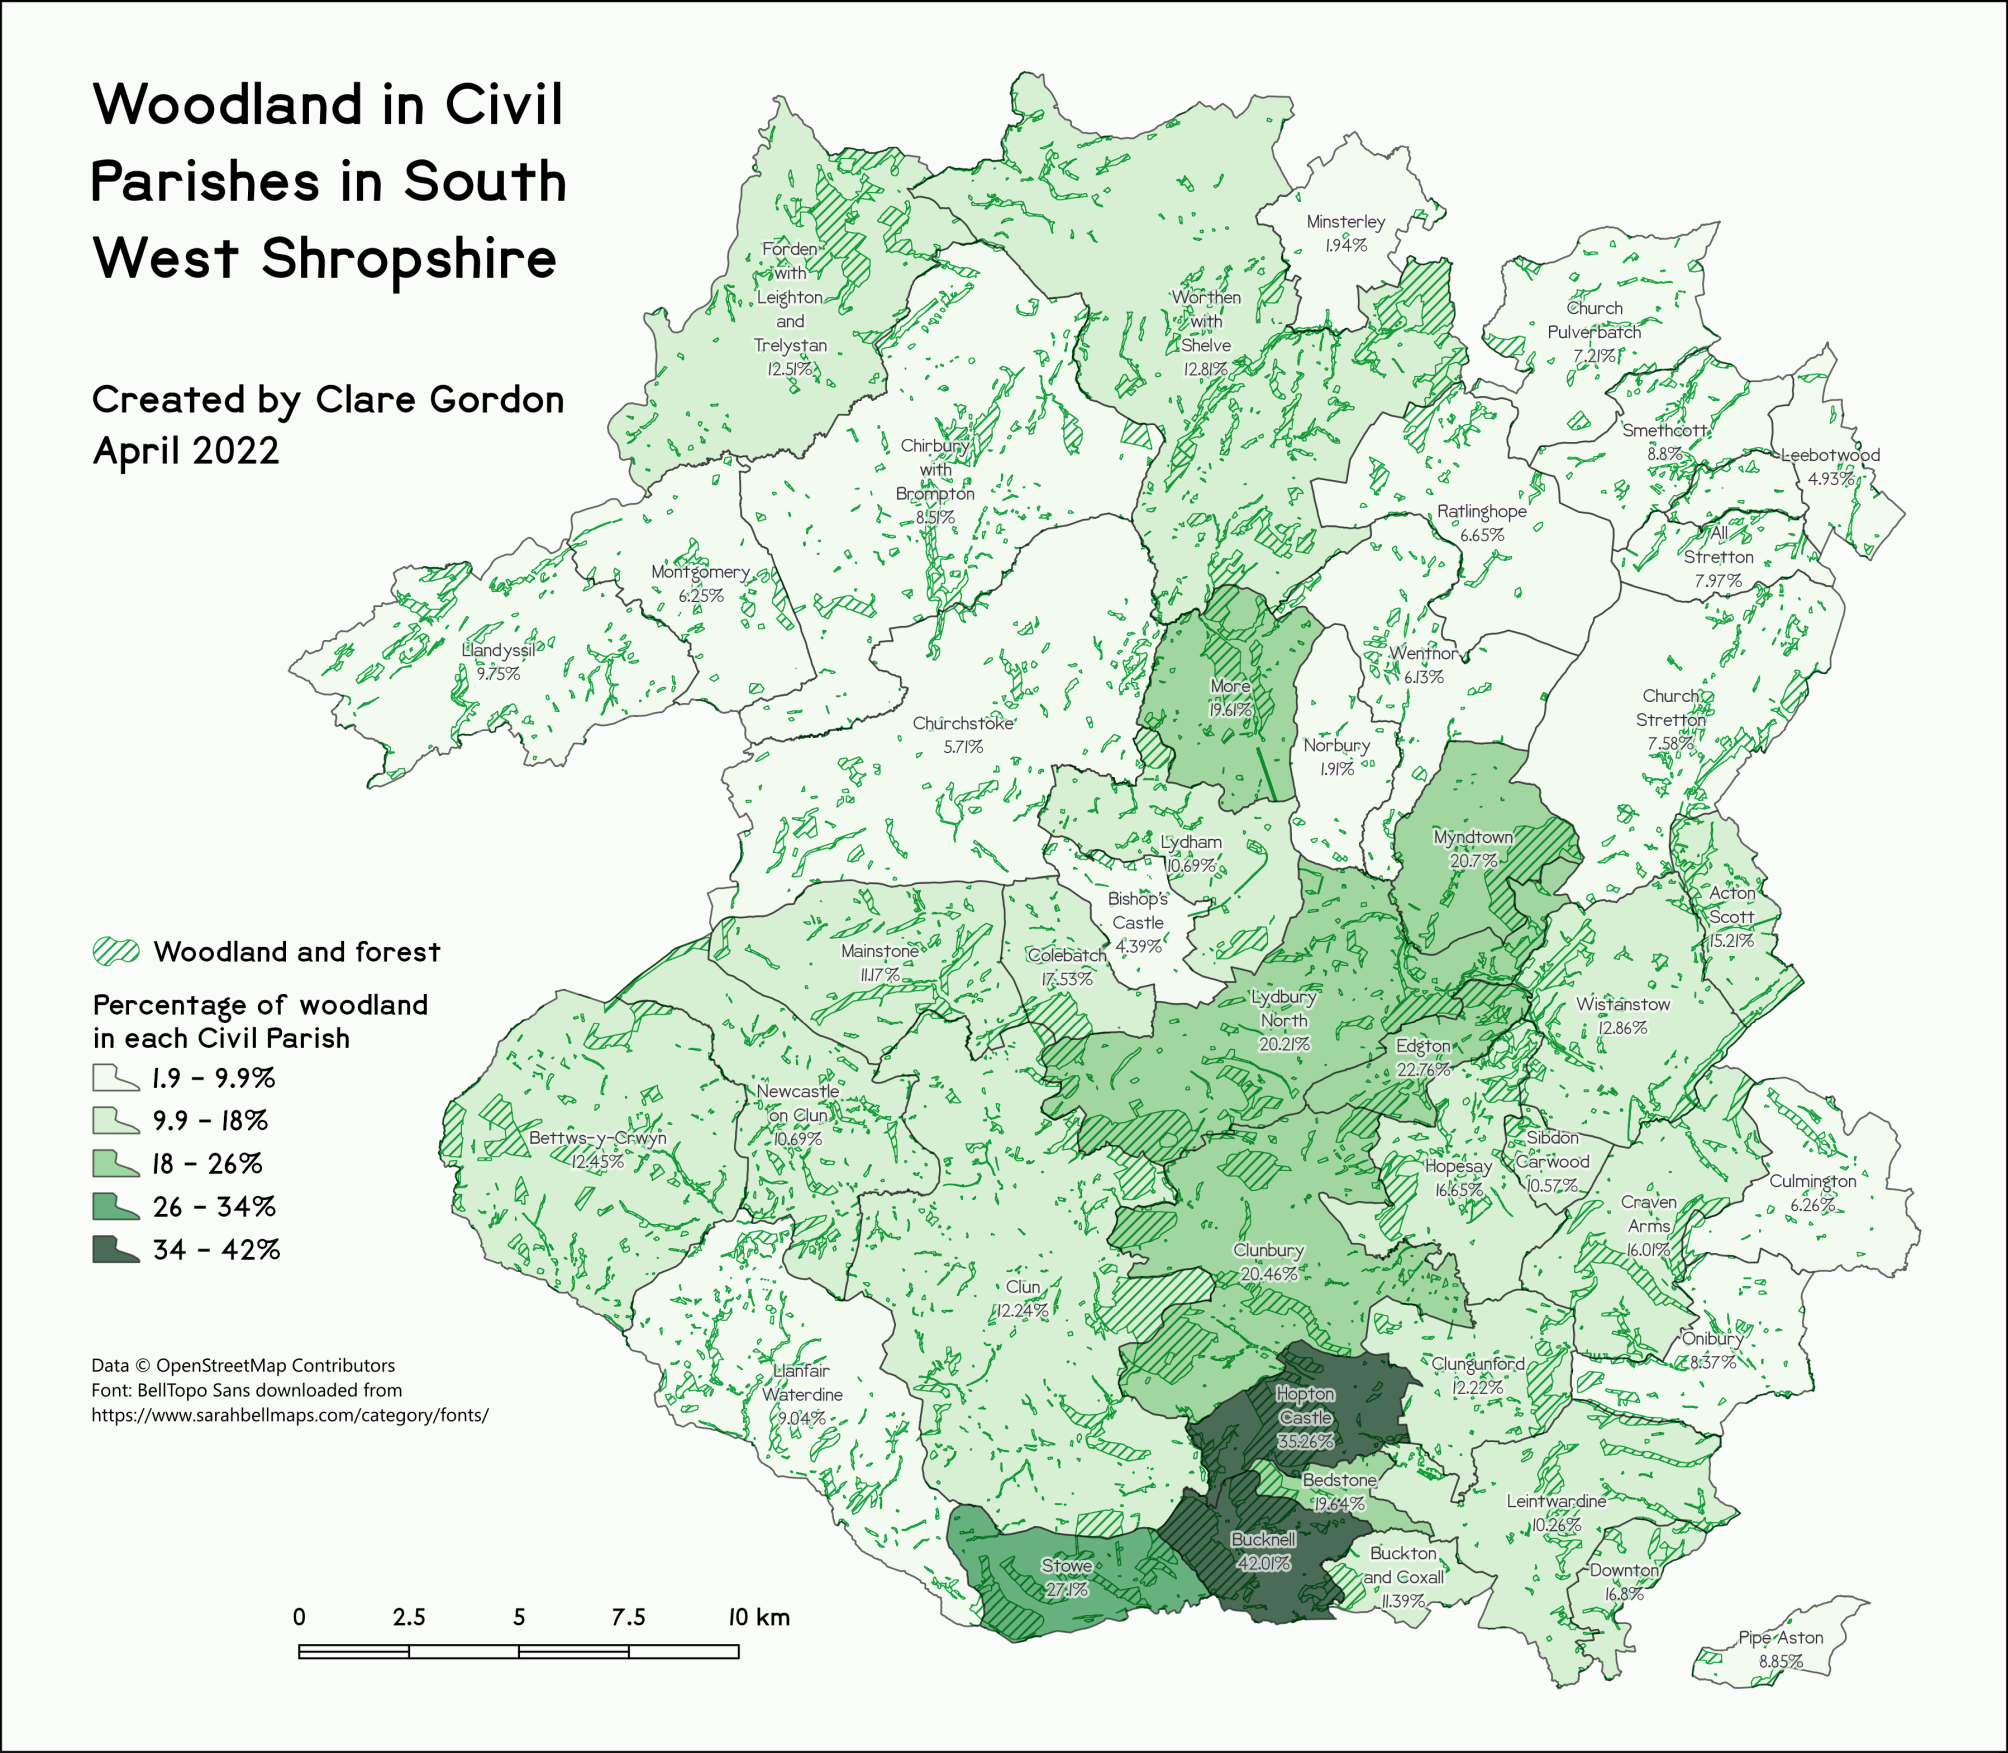 Woodland in Civil
Parishes in South
West Shropshire
Created by Clare Gordon
April 2022
Minsterley
1.94%
Forden
with
Leighton
and
Trelystan
12.51%
Worthen
with
Shelve
12.81%
Church
Pulverbatch
7.21%
Smethcott
8.8%
Leebotwood
4.93%
Chirbury
with
Brompton
8.51%
Ratlinghope
6.65%
All
Stretton
7.97%
Montgomery
6.25%
Llandyssil
9.75%
Wentnor
6.13%
More
19.61%
Church
Stretton
7.58%
Churchstoke
5.71%
Norbury
1.91%
Lydham
10.69%
Myndtown
20.7%
Bishop's
Castle
4.39%
Acton
Scott
15.21%
Mainstone
11.17%
Colebatch
17.53%
Woodland and forest
Percentage of woodland
in each Civil Parish
1.9 - 9.9%
9.9 - 18%
18 - 26%
26 - 34%
34 - 42%
Lydbury
North
20.21%
Wistanstow
12.86%
Edgton
22.76%
Newcastle
on Clun
10.69%
Bettws-y-Crwyn
12.45%
Hopesay
16.65%
Sibdon
Carwood
10.57%
Culmington
6.26%
Craven
Arms
16.01%
Clunbury
20.46%
Clun
12.24%
Onibury
8.37%
Llanfair
Waterdine
9.04%
Clungunford
12.22%
Hopton
Castle
35.26%
Bedstone
19.64%
Leintwardine
10.26%
Bucknell
42.01%
Stowe
27.1%
Buckton
and Coxall
11.39%
Downton
16.8%
Pipe Aston
8.85%
Data © OpenStreetMap Contributors
Font: BellTopo Sans downloaded from
https://www.sarahbellmaps.com/category/fonts/
0 2.5 5 7.5 10 km